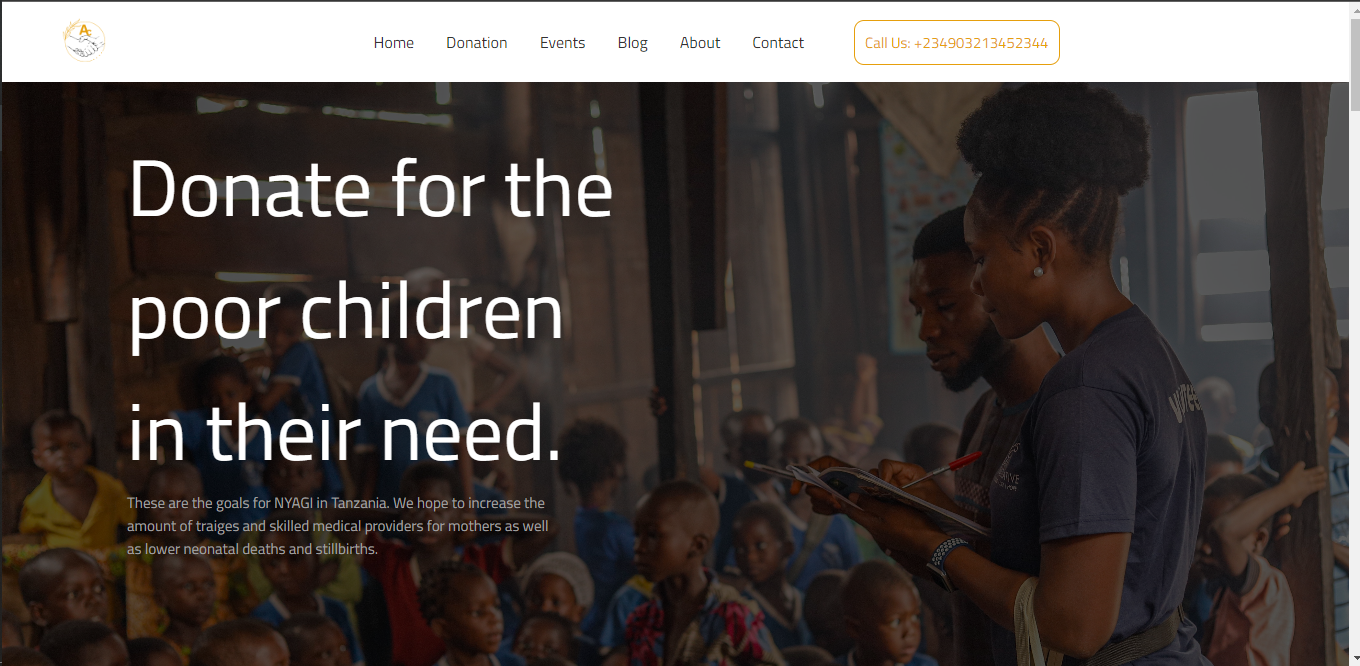 Home Donation Events Blog About Contact Call Us: +234903213452344
Donate for the
poor children
in their need.
These are the goals for NYAGI in Tanzania. We hope to increase the
amount of traiges and skilled medical providers for mothers as well
as lower neonatal deaths and stillbirths.